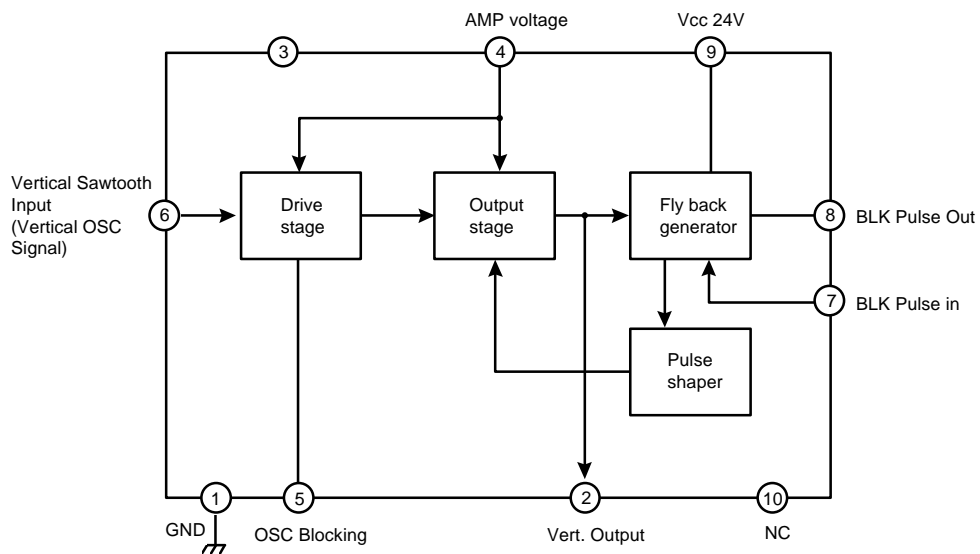 AMP voltage
Vcc 24V
3
4
9
Vertical Sawtooth
Input
(Vertical OSC
Signal)
6
Drive
stage
Output
stage
Fly back
generator
8
BLK Pulse Out
7
BLK Pulse in
Pulse
shaper
1
5
2
10
GND
OSC Blocking
Vert. Output
NC